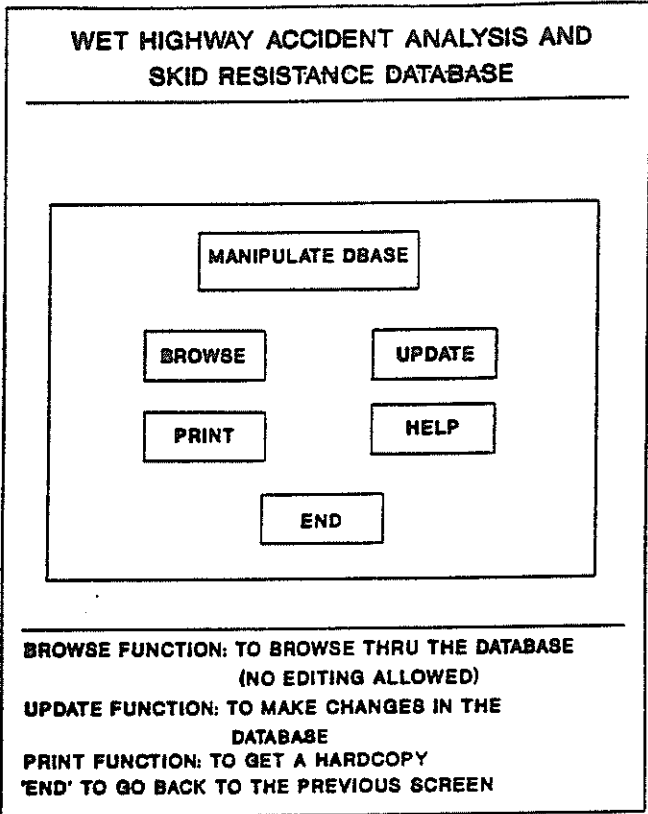 WET HIGHWAY ACCIDENT ANALYSIS AND
SKID RESISTANCE DATABASE
MANIPULATE DBASE
BROWSE
UPDATE
PRINT
HELP
END
BROWSE FUNCTION: TO BROWSE THRU THE DATABASE
(NO EDITING ALLOWED)
UPDATE FUNCTION: TO MAKE CHANGES IN THE
DATABASE
PRINT FUNCTION: TO GET A HARDCOPY
'END' TO GO BACK TO THE PREVIOUS SCREEN